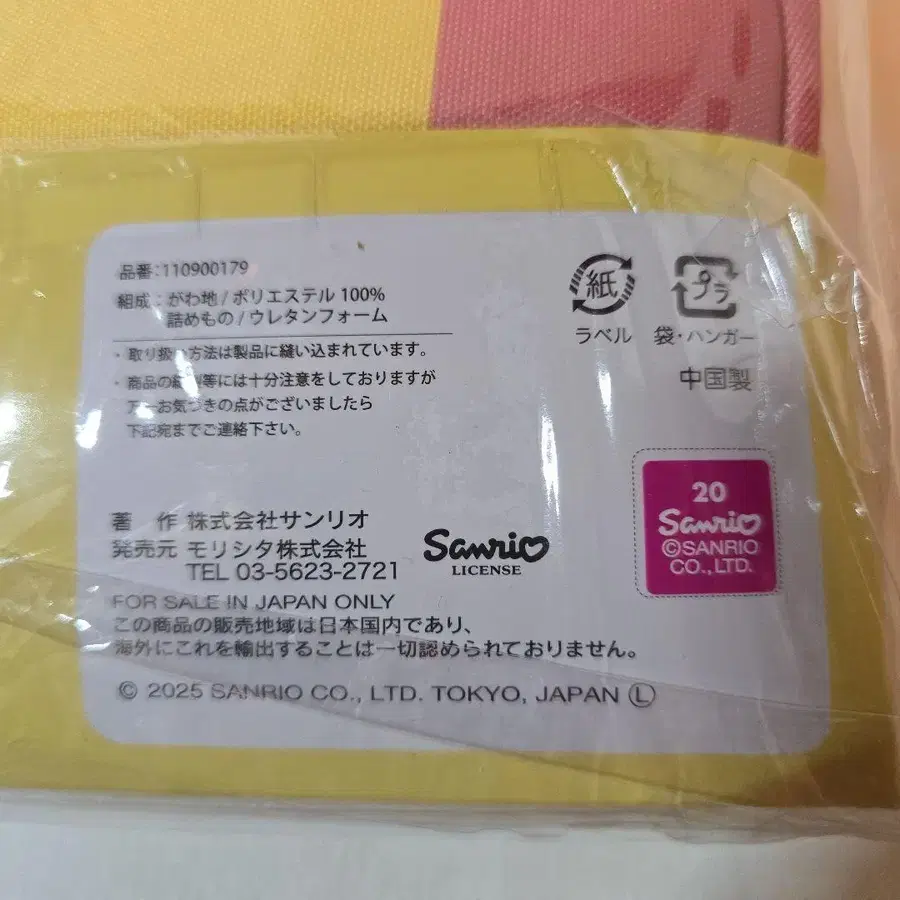 品番:110900179
組成:がわ地/ポリエステル 100%
詰めもの/ウレタンフォーム
・取り扱い方法は製品に縫い込まれています。
・商品の縫製等には十分注意をしておりますが
お気づきの点がございましたら
下記宛までご連絡下さい。
紙
ラベル
プラ
袋・ハンガー
中国製
20
Sanrio
©SANRIO
CO.,LTD.
著 作 株式会社サンリオ
発売元 モリシタ株式会社
TEL 03-5623-2721
Sanrio
LICENSE
FOR SALE IN JAPAN ONLY
この商品の販売地域は日本国内であり、
海外にこれを輸出することは一切認められておりません。
© 2025 SANRIO CO., LTD. TOKYO, JAPAN Ⓛ